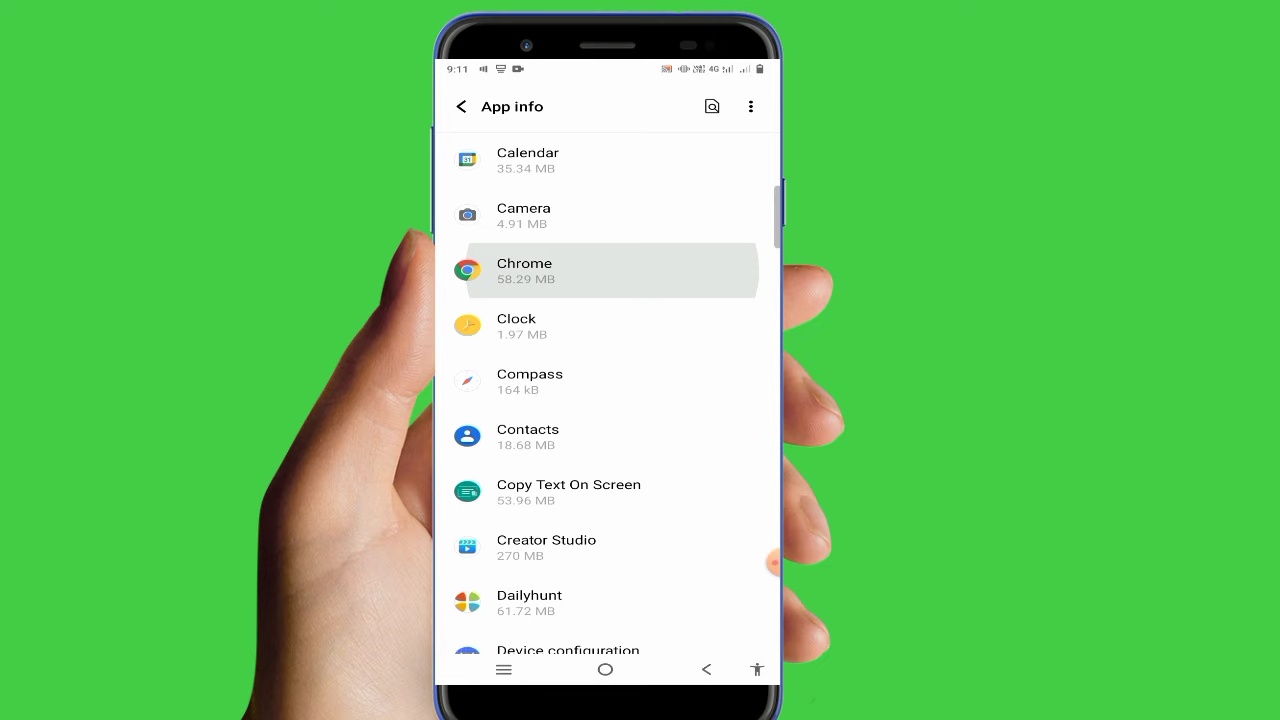 9:11
4G
App info
Calendar
35.34 MB
Camera
4.91 MB
Chrome
58.29 MB
Clock
1.97 MB
Compass
164 kB
Contacts
18.68 MB
Copy Text On Screen
53.96 MB
Creator Studio
270 MB
Dailyhunt
61.72 MB
Device configuration